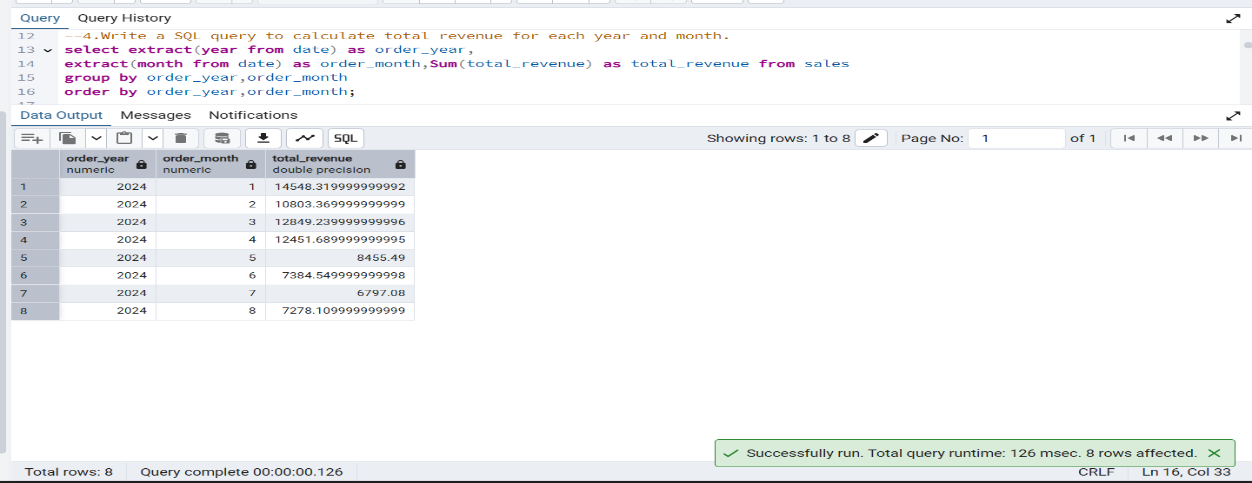 Query Query History
12 --4.Write a SQL query to calculate total revenue for each year and month.
13 select extract(year from date) as order_year,
14 extract(month from date) as order_month,Sum(total_revenue) as total_revenue from sales
15 group by order_year,order_month
16 order by order_year,order_month;
Data Output Messages Notifications
SQL Showing rows: 1 to 8 Page No: 1 of 1
order_year order_month total_revenue
numeric numeric double precision
1 2024 1 14548.319999999992
2 2024 2 10803.369999999999
3 2024 3 12849.239999999996
4 2024 4 12451.689999999995
5 2024 5 8455.49
6 2024 6 7384.549999999998
7 2024 7 6797.08
8 2024 8 7278.109999999999
Successfully run. Total query runtime: 126 msec. 8 rows affected.
Total rows: 8 Query complete 00:00:00.126 CRLF Ln 16, Col 33